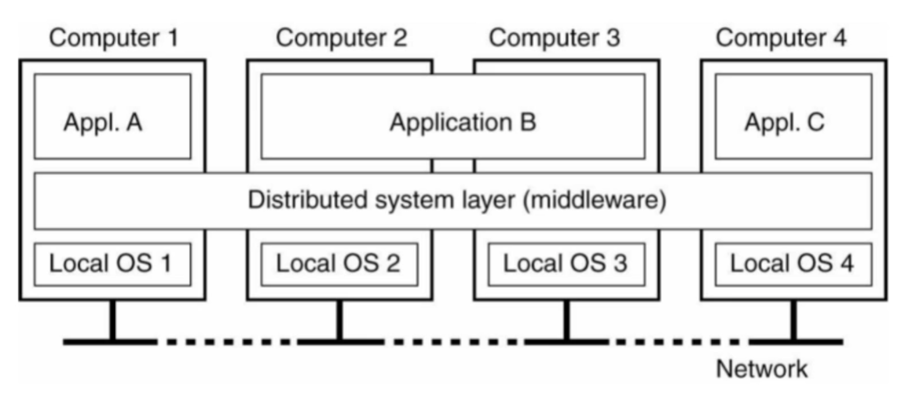 Computer 1
Computer 2
Computer 3
Computer 4
Appl. A
Application B
Appl. C
Distributed system layer (middleware)
Local OS 1
Local OS 2
Local OS 3
Local OS 4
Network